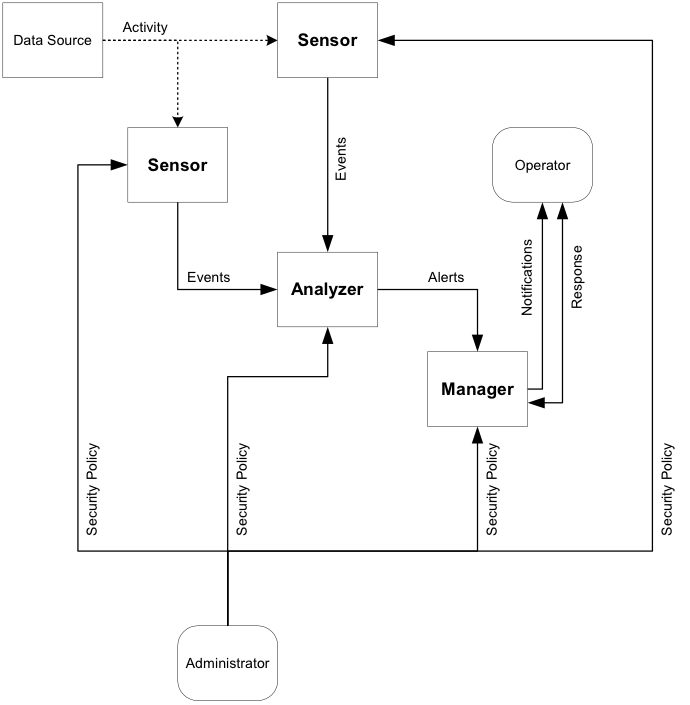 Activity
Data Source
Sensor
Events
Sensor
Operator
Events
Analyzer
Alerts
Notifications
Response
Manager
Security Policy
Security Policy
Security Policy
Security Policy
Administrator